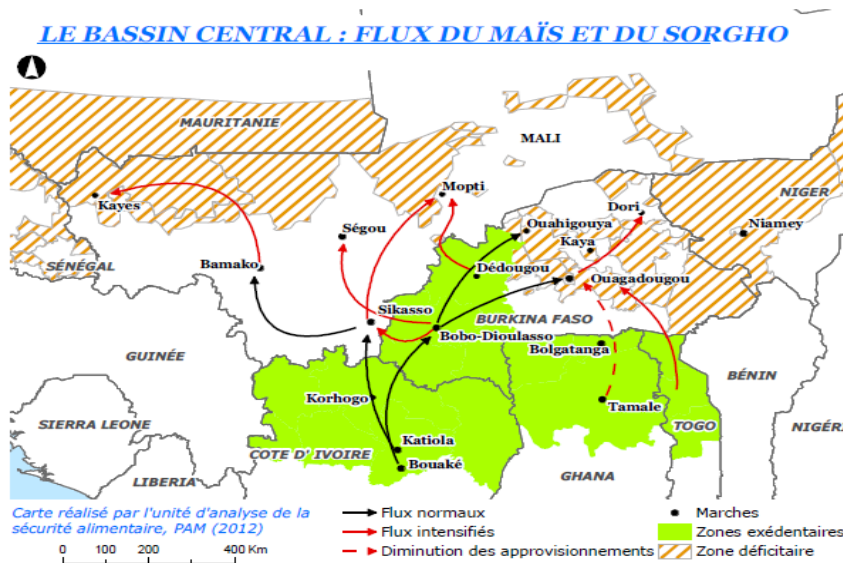 LE BASSIN CENTRAL : FLUX DU MAÏS ET DU SORGHO
MAURITANIE
MALI
NIGER
Kayes
Mopti
Dori
Ségou
Ouahigouya
Niamey
Kaya
SÉNÉGAL
Bamako
Dédougou
Ouagadougou
Sikasso
BURKINA FASO
Bobo-Dioulasso
Bolgatanga
GUINÉE
BÉNIN
Korhogo
Tamale
SIERRA LEONE
TOGO
NIGÉRI
Katiola
COTE D' IVOIRE
Bouaké
GHANA
LIBERIA
Carte réalisé par l'unité d'analyse de la
sécurité alimentaire, PAM (2012)
0 100 200 400 Km
Flux normaux
Flux intensifiés
Diminution des approvisionnements
Marches
Zones exédentaires
Zone déficitaire